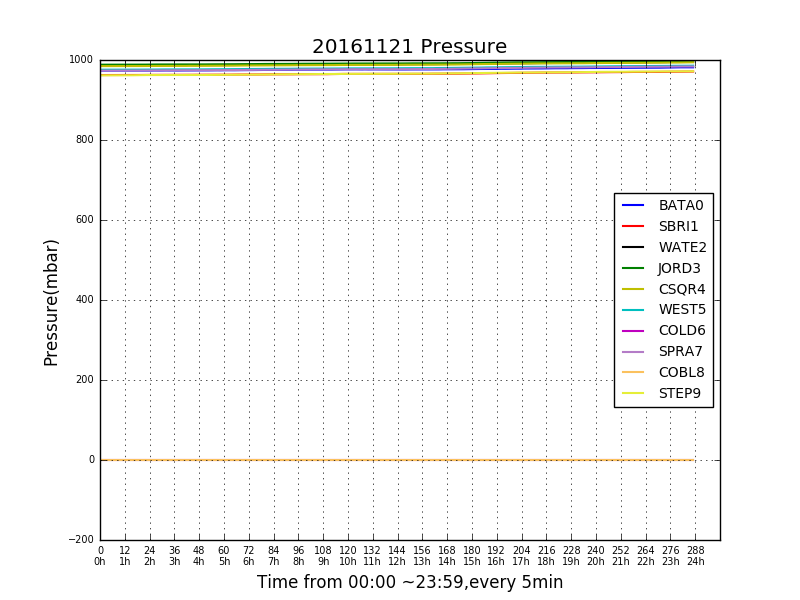 20161121 Pressure
1000
800
600
400
200
0
−200
Pressure(mbar)
BATA0
SBRI1
WATE2
JORD3
CSQR4
WEST5
COLD6
SPRA7
COBL8
STEP9
0 12 24 36 48 60 72 84 96 108 120 132 144 156 168 180 192 204 216 228 240 252 264 276 288
0h 1h 2h 3h 4h 5h 6h 7h 8h 9h 10h 11h 12h 13h 14h 15h 16h 17h 18h 19h 20h 21h 22h 23h 24h
Time from 00:00 ~23:59,every 5min